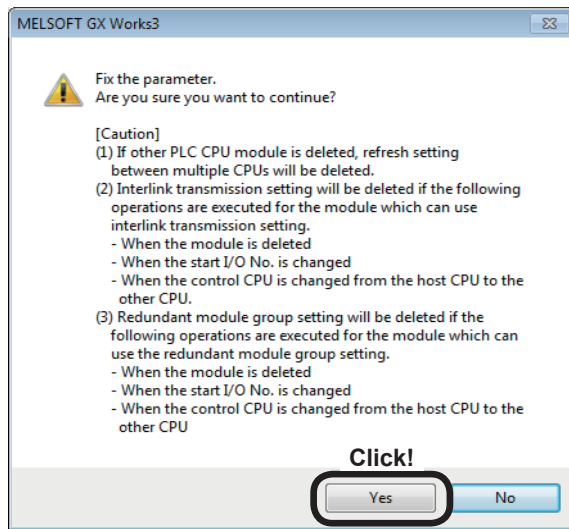 MELSOFT GX Works3
Fix the parameter.
Are you sure you want to continue?
[Caution]
(1) If other PLC CPU module is deleted, refresh setting
between multiple CPUs will be deleted.
(2) Interlink transmission setting will be deleted if the following
operations are executed for the module which can use
interlink transmission setting.
- When the module is deleted
- When the start I/O No. is changed
- When the control CPU is changed from the host CPU to the
other CPU.
(3) Redundant module group setting will be deleted if the
following operations are executed for the module which can
use the redundant module group setting.
- When the module is deleted
- When the start I/O No. is changed
- When the control CPU is changed from the host CPU to the
other CPU
Click!
Yes No